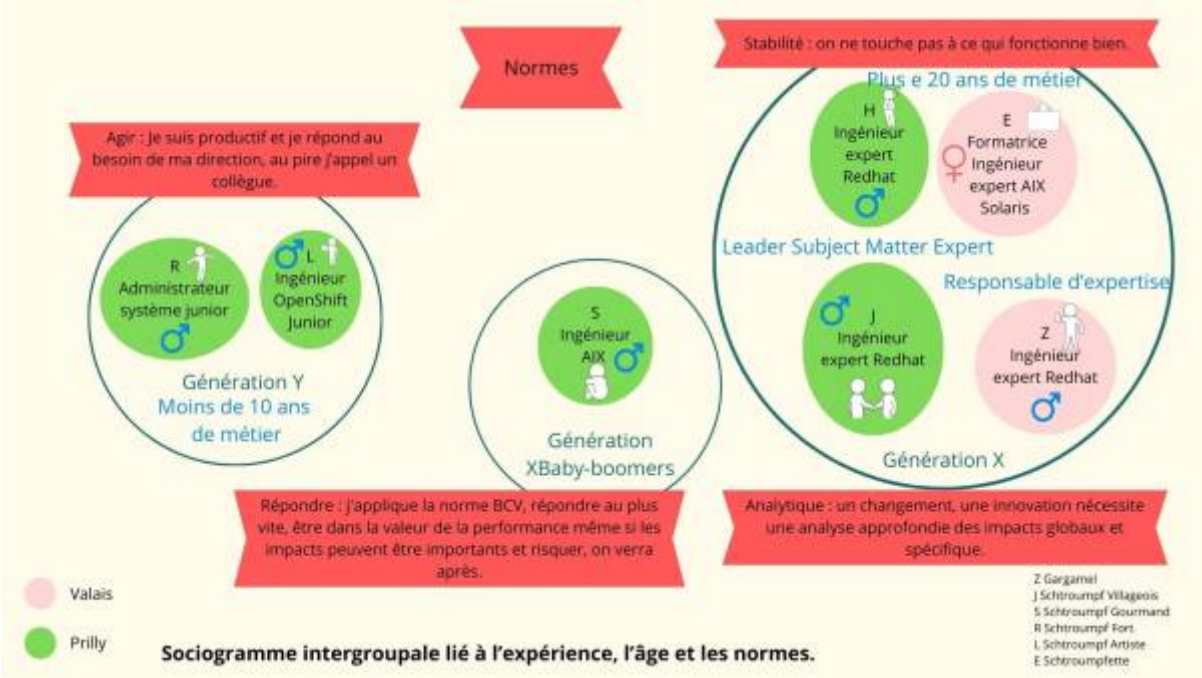 Normes
Stabilité : on ne touche pas à ce qui fonctionne bien.
Plus e 20 ans de métier
H
Ingénieur
expert
Redhat
E
Formatrice
Ingénieur
expert AIX
Solaris
Leader Subject Matter Expert
Responsable d'expertise
J
Ingénieur
expert Redhat
Z
Ingénieur
expert Redhat
Génération X
Analytique : un changement, une innovation nécessite
une analyse approfondie des impacts globaux et
spécifique.
Agir : Je suis productif et je répond au
besoin de ma direction, au pire j'appel un
collègue.
R
Administrateur
système junior
L
Ingénieur
OpenShift
Junior
Génération Y
Moins de 10 ans
de métier
S
Ingénieur
AIX
Génération
XBaby-boomers
Répondre : j'applique la norme BCV, répondre au plus
vite, être dans la valeur de la performance même si les
impacts peuvent être importants et risquer, on verra
après.
Valais
Prilly
Sociogramme intergroupale lié à l'expérience, l'âge et les normes.
Z Gargamel
J Schtroumpf Villageois
S Schtroumpf Gourmand
R Schtroumpf Fort
L Schtroumpf Artiste
E Schtroumpfette